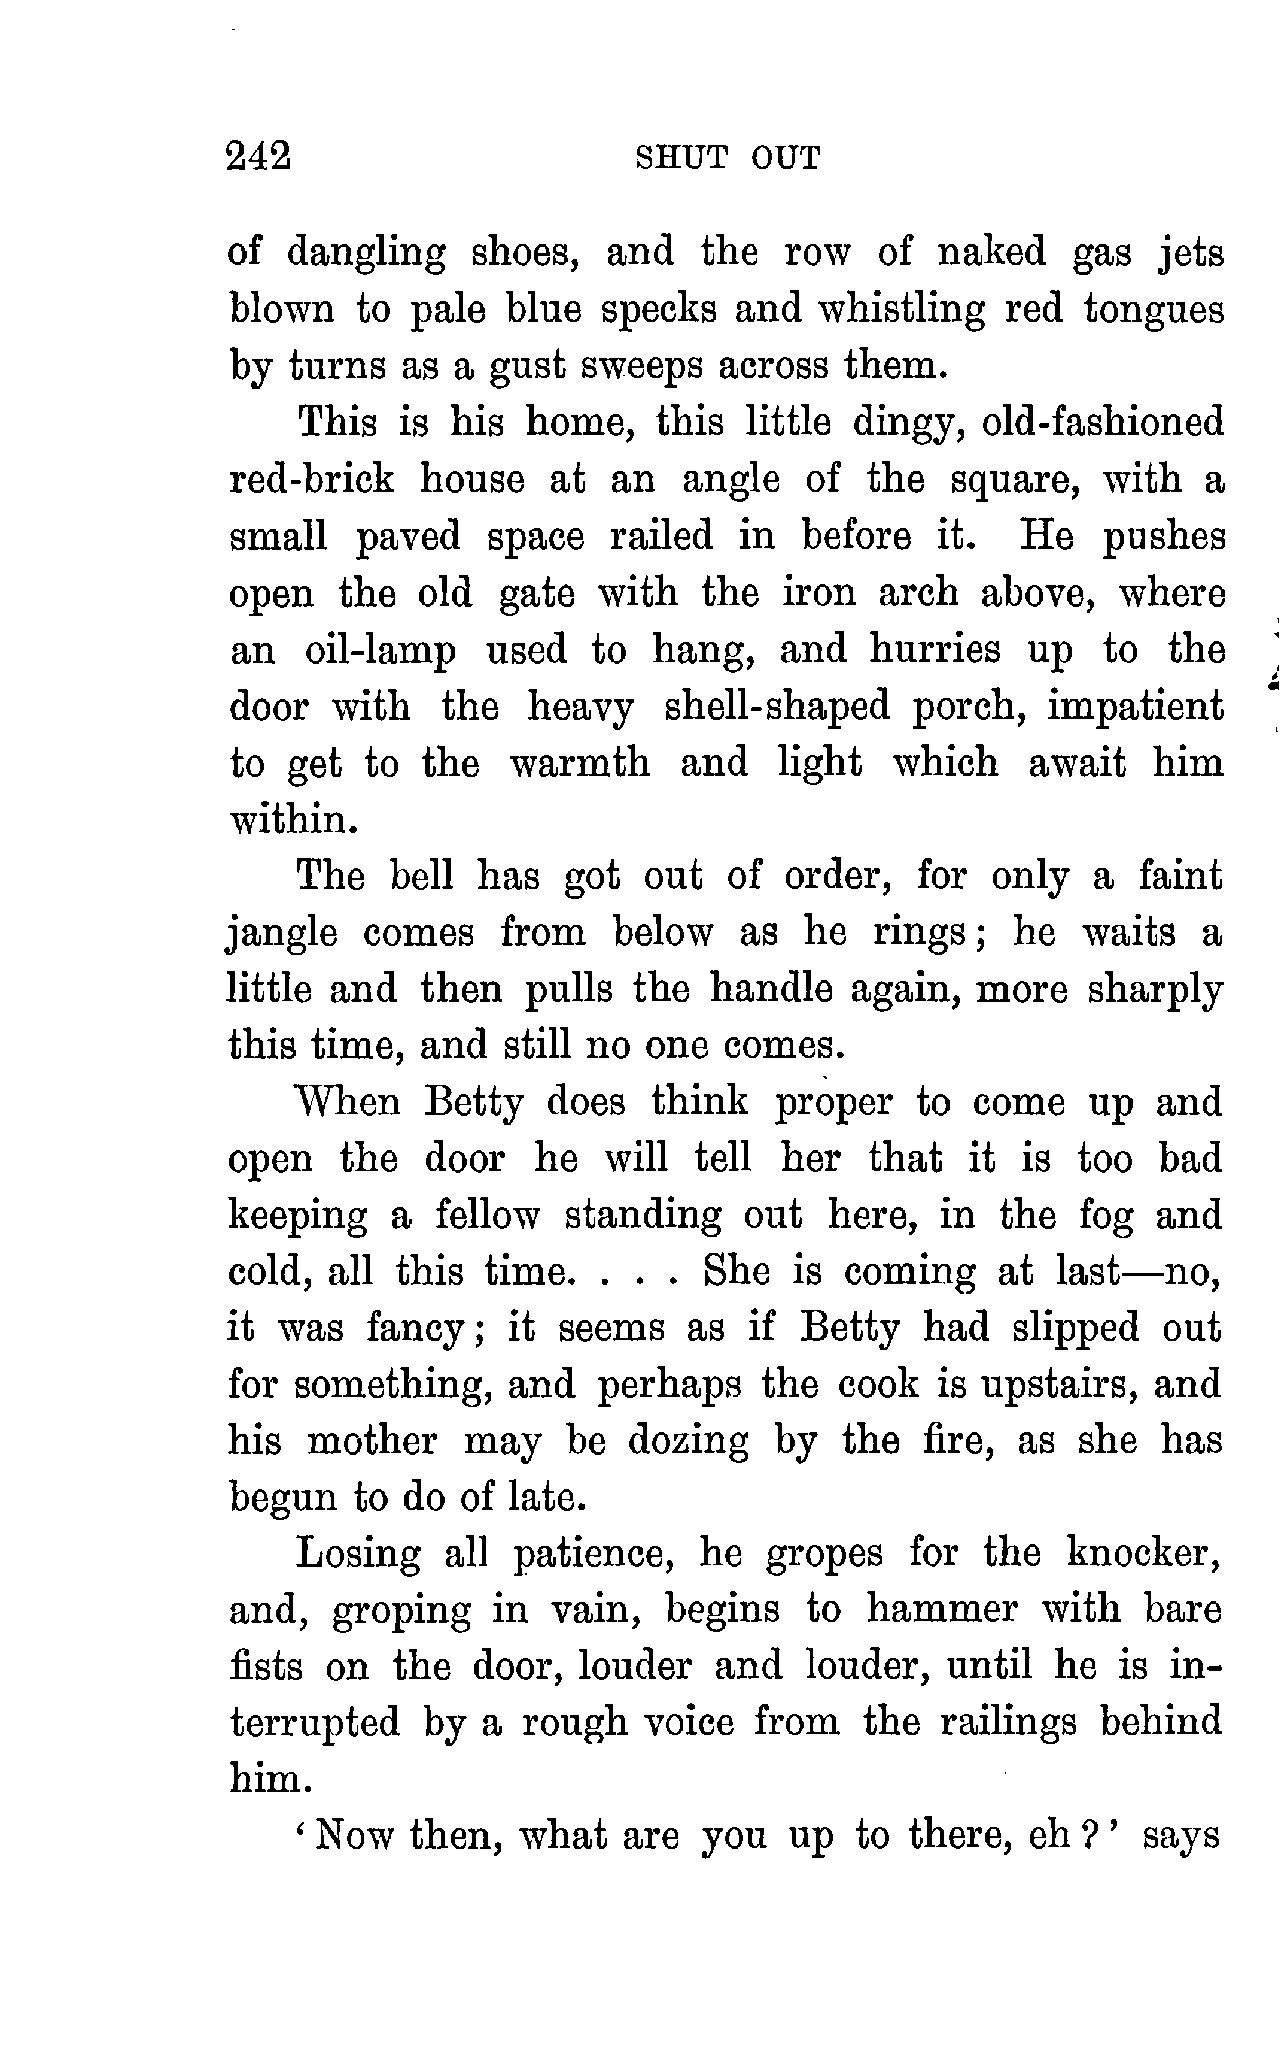 242 SHUT OUT
of dangling shoes, and the row of naked gas jets
blown to pale blue specks and whistling red tongues
by turns as a gust sweeps across them.
This is his home, this little dingy, old-fashioned
red-brick house at an angle of the square, with a
small paved space railed in before it. He pushes
open the old gate with the iron arch above, where
an oil-lamp used to hang, and hurries up to the
door with the heavy shell-shaped porch, impatient
to get to the warmth and light which await him
within.
The bell has got out of order, for only a faint
jangle comes from below as he rings; he waits a
little and then pulls the handle again, more sharply
this time, and still no one comes.
When Betty does think proper to come up and
open the door he will tell her that it is too bad
keeping a fellow standing out here, in the fog and
cold, all this time. . . . She is coming at last—no,
it was fancy; it seems as if Betty had slipped out
for something, and perhaps the cook is upstairs, and
his mother may be dozing by the fire, as she has
begun to do of late.
Losing all patience, he gropes for the knocker,
and, groping in vain, begins to hammer with bare
fists on the door, louder and louder, until he is in-
terrupted by a rough voice from the railings behind
him.
‘Now then, what are you up to there, eh?’ says